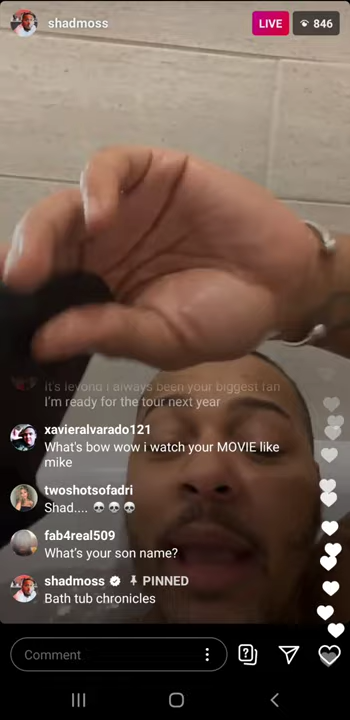 shadmoss
LIVE
846
it's levond i always been your biggest fan
I'm ready for the tour next year
xavieralvarado121
What's bow wow i watch your MOVIE like
mike
twoshotsofadri
Shad.... 💀💀💀
fab4real509
What's your son name?
shadmoss PINNED
Bath tub chronicles
Comment